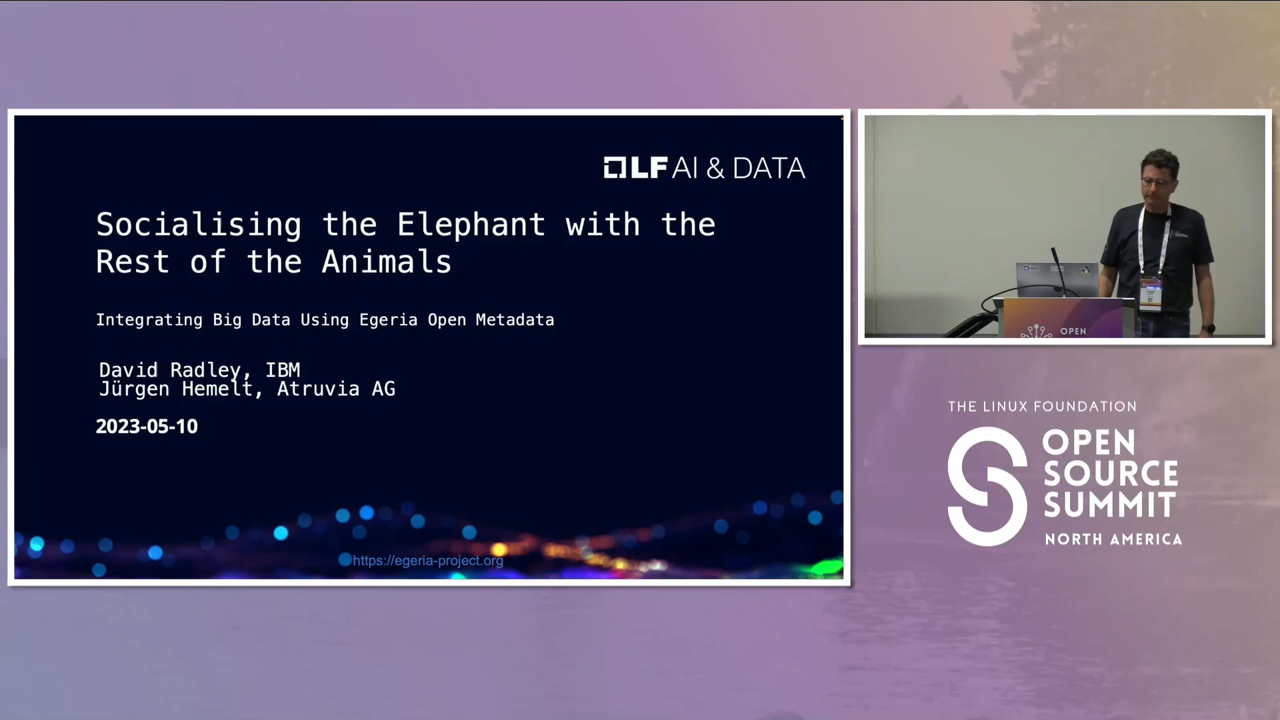 LF AI & DATA
Socialising the Elephant with the
Rest of the Animals
Integrating Big Data Using Egeria Open Metadata
David Radley, IBM
Jürgen Hemelt, Atruvia AG
2023-05-10
https://egeria-project.org
OPEN
THE LINUX FOUNDATION
OPEN
SOURCE
SUMMIT
NORTH AMERICA